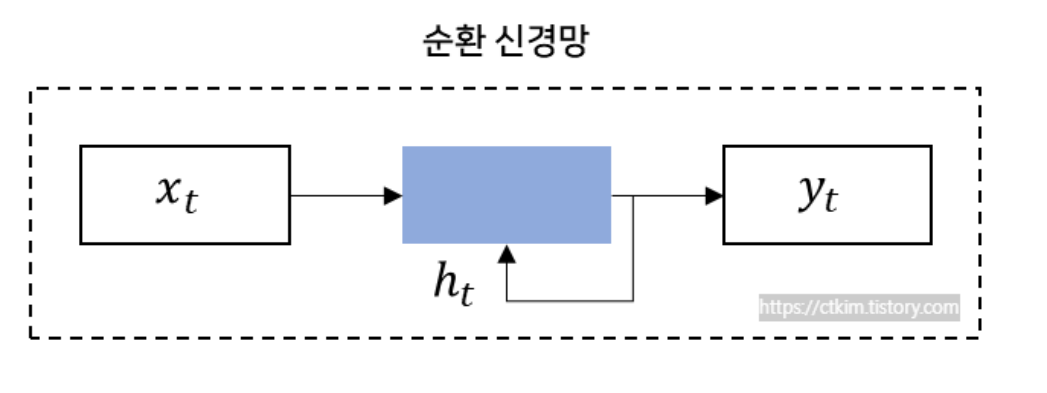 순환 신경망
x_t
y_t
h_t
https://ctkim.tistory.com